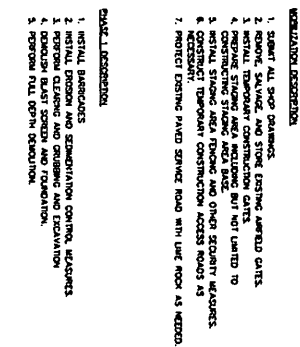 MOBILIZATION DESCRIPTION
1. SUBMIT ALL SHOP DRAWINGS.
2. REMOVE, SALVAGE, AND STORE EXISTING AIRFIELD GATES.
3. INSTALL TEMPORARY CONSTRUCTION GATES.
4. PREPARE STAGING AREA INCLUDING BUT NOT LIMITED TO
CONSTRUCTING STAGING AREA BASE.
5. INSTALL STAGING AREA FENCING AND OTHER SECURITY MEASURES.
6. CONSTRUCT TEMPORARY CONSTRUCTION ACCESS ROADS AS
NECESSARY.
7. PROTECT EXISTING PAVED SERVICE ROAD WITH LIME ROCK AS NEEDED.
PHASE 1 DESCRIPTION
1. INSTALL BARRICADES
2. INSTALL EROSION AND SEDIMENTATION CONTROL MEASURES.
3. PERFORM CLEARING AND GRUBBING AND EXCAVATION
4. DEMOLISH BLAST SCREEN AND FOUNDATION.
5. PERFORM FULL DEPTH DEMOLITION.